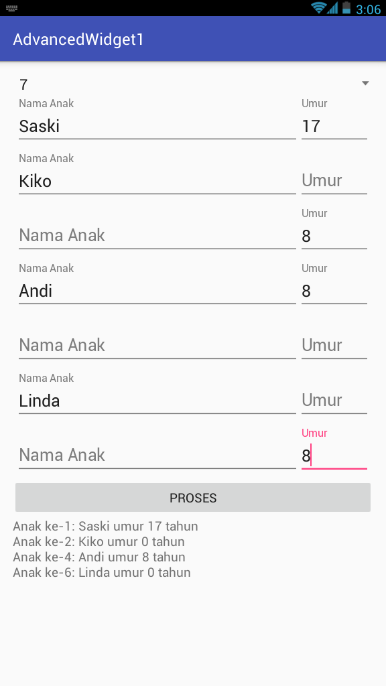 3:06
AdvancedWidget1
7
Nama Anak Umur
Saski 17
Nama Anak
Kiko Umur
Umur
Nama Anak 8
Nama Anak Umur
Andi 8
Nama Anak Umur
Nama Anak
Linda Umur
Umur
Nama Anak 8
PROSES
Anak ke-1: Saski umur 17 tahun
Anak ke-2: Kiko umur 0 tahun
Anak ke-4: Andi umur 8 tahun
Anak ke-6: Linda umur 0 tahun